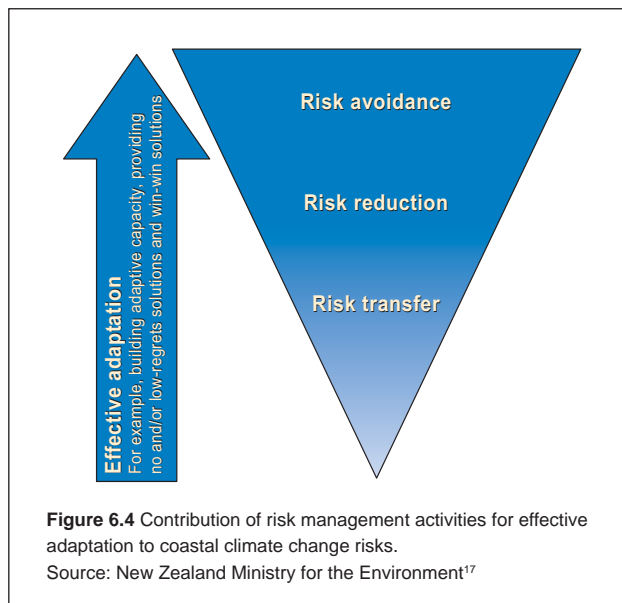 Risk avoidance
Risk reduction
Risk transfer
Effective adaptation
For example, building adaptive capacity, providing
no and/or low-regrets solutions and win-win solutions
Figure 6.4 Contribution of risk management activities for effective
adaptation to coastal climate change risks.
Source: New Zealand Ministry for the Environment¹⁷